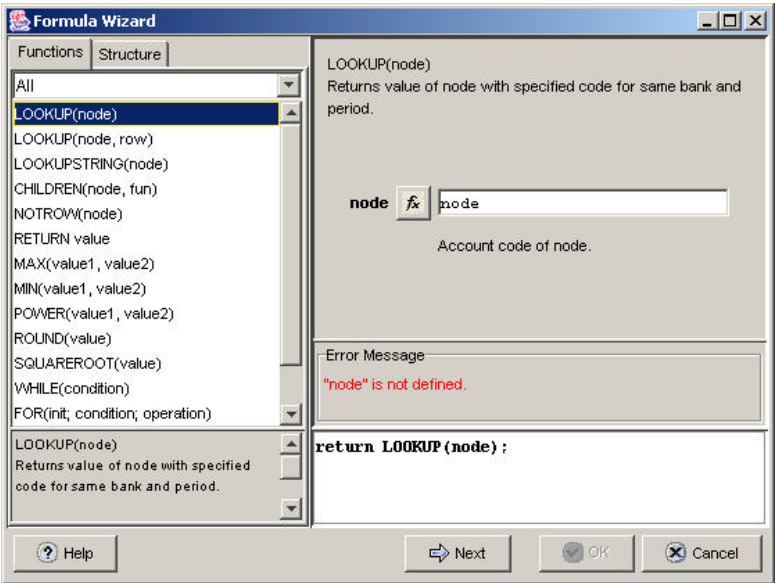 Formula Wizard
Functions
Structure
All
LOOKUP(node)
LOOKUP(node, row)
LOOKUPSTRING(node)
CHILDREN(node, fun)
NOTROW(node)
RETURN value
MAX(value1, value2)
MIN(value1, value2)
POWER(value1, value2)
ROUND(value)
SQUAREROOT(value)
WHILE(condition)
FOR(init; condition; operation)
LOOKUP(node)
Returns value of node with specified
code for same bank and period.
LOOKUP(node)
Returns value of node with specified code for same bank and
period.
node fx node
Account code of node.
Error Message
"node" is not defined.
return LOOKUP(node);
? Help
Next
OK
Cancel